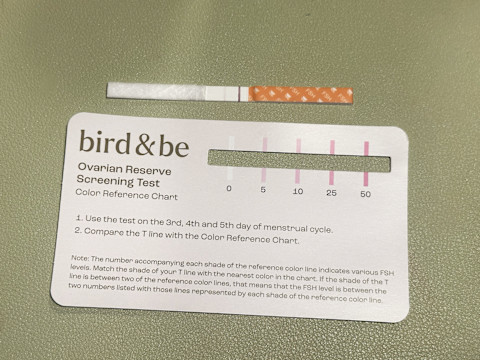 bird&be
Ovarian Reserve
Screening Test
Color Reference Chart
0 5 10 25 50
1. Use the test on the 3rd, 4th and 5th day of menstrual cycle.
2. Compare the T line with the Color Reference Chart.
Note: The number accompanying each shade of the reference color line indicates various FSH
levels. Match the shade of your T line with the nearest color in the chart. If the shade of the T
line is between two of the reference color lines, that means that the FSH level is between the
two numbers listed with those lines represented by each shade of the reference color line.